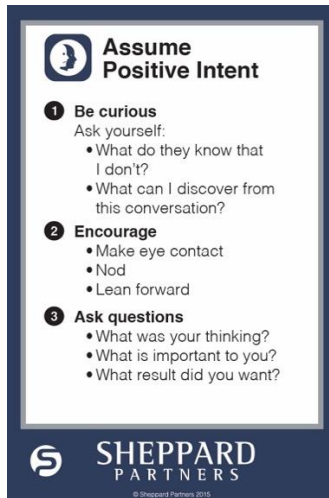 Assume
Positive Intent
1 Be curious
Ask yourself:
• What do they know that
I don't?
• What can I discover from
this conversation?
2 Encourage
• Make eye contact
• Nod
• Lean forward
3 Ask questions
• What was your thinking?
• What is important to you?
• What result did you want?
SHEPPARD
PARTNERS
© Sheppard Partners 2015